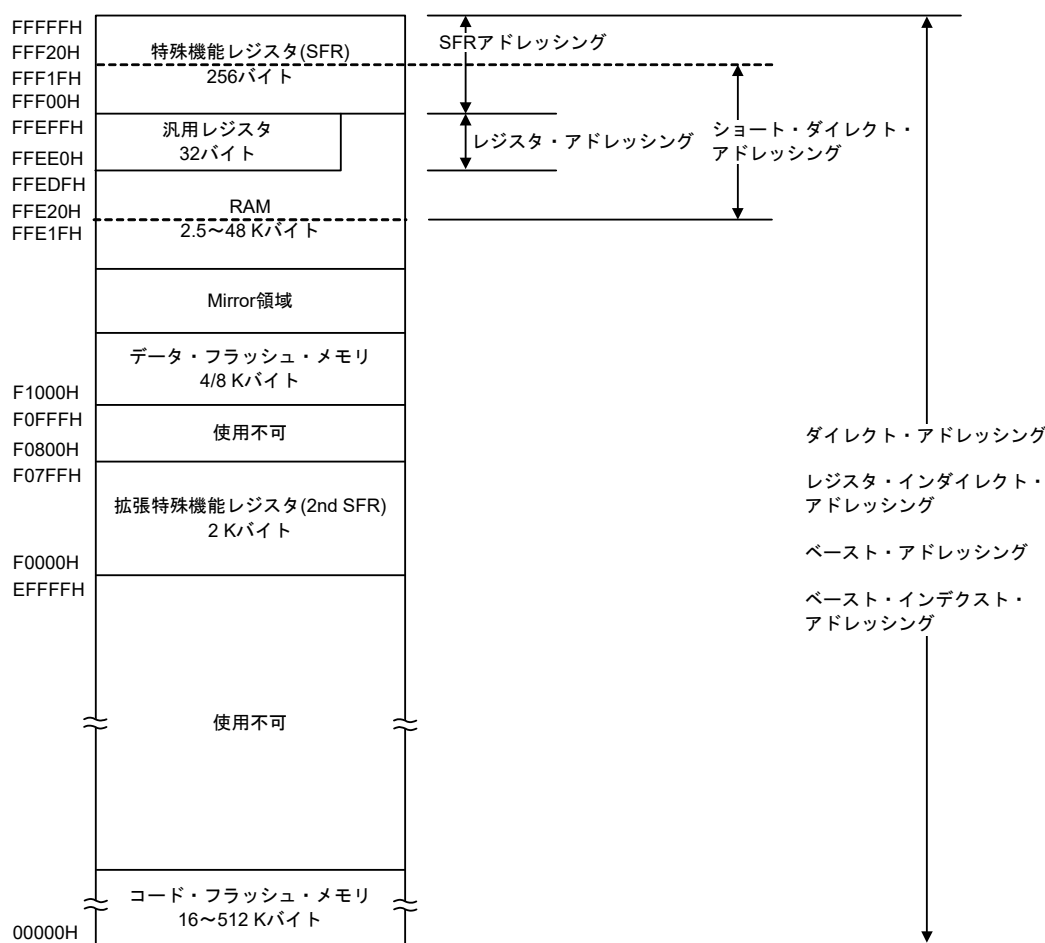 FFFFFH
FFF20H
FFF1FH
FFF00H
FFEFFH
FFEE0H
FFEDFH
FFE20H
FFE1FH
F1000H
F0FFFH
F0800H
F07FFH
F0000H
EFFFFH
00000H
特殊機能レジスタ(SFR)
256バイト
汎用レジスタ
32バイト
RAM
2.5～48 Kバイト
Mirror領域
データ・フラッシュ・メモリ
4/8 Kバイト
使用不可
拡張特殊機能レジスタ(2nd SFR)
2 Kバイト
使用不可
コード・フラッシュ・メモリ
16～512 Kバイト
SFRアドレッシング
レジスタ・アドレッシング
ショート・ダイレクト・
アドレッシング
ダイレクト・アドレッシング
レジスタ・インダイレクト・
アドレッシング
ベースト・アドレッシング
ベースト・インデクスト・
アドレッシング